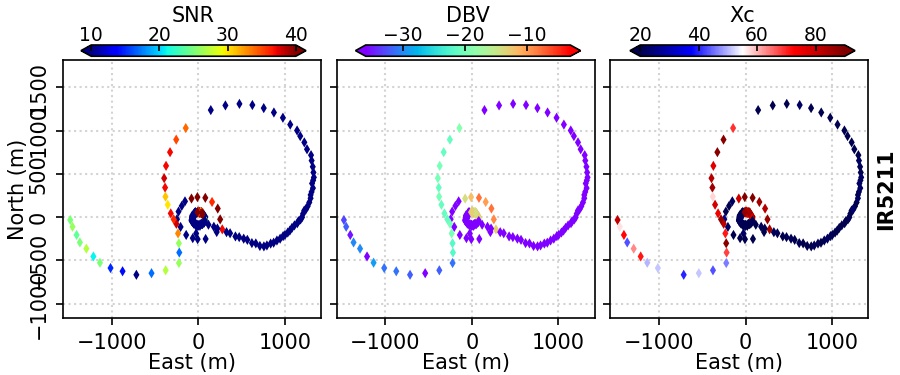 SNR DBV Xc
10 20 30 40 −30 −20 −10 20 40 60 80
North (m)
1500
1000
500
0
−500
−1000
−1000 0 1000 −1000 0 1000 −1000 0 1000
East (m) East (m) East (m)
IR5211